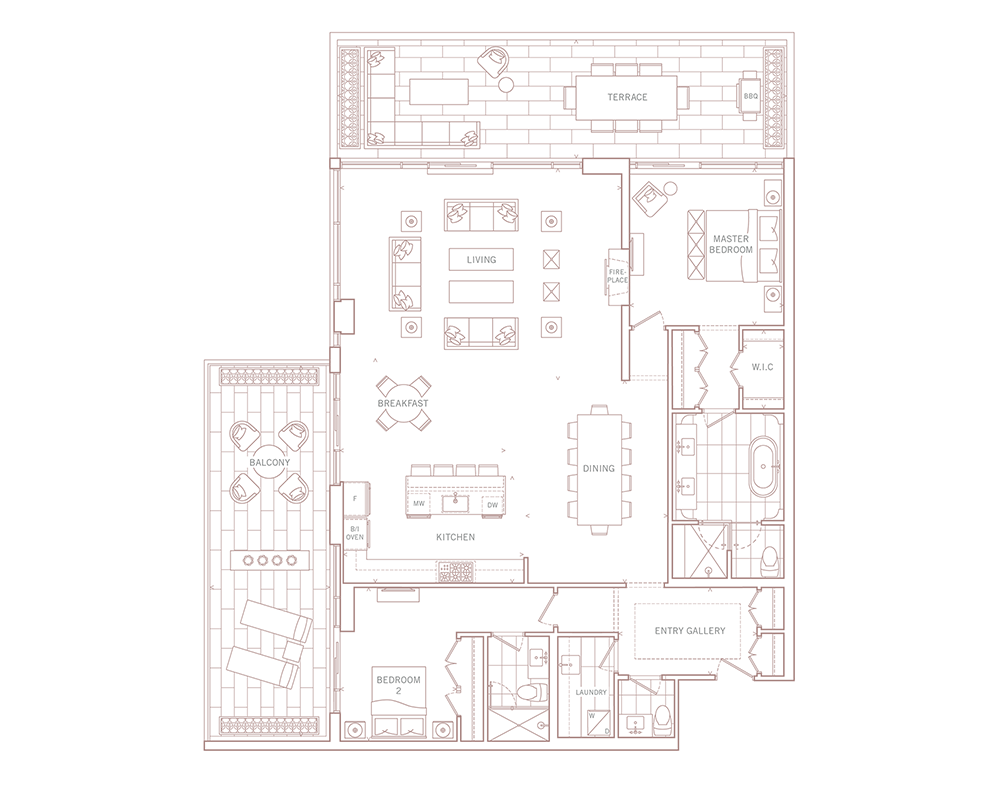 TERRACE
BBQ
MASTER
BEDROOM
LIVING
FIRE-
PLACE
W.I.C
BREAKFAST
BALCONY
DINING
F
MW
DW
B/I
OVEN
KITCHEN
ENTRY GALLERY
BEDROOM
2
LAUNDRY
W
D